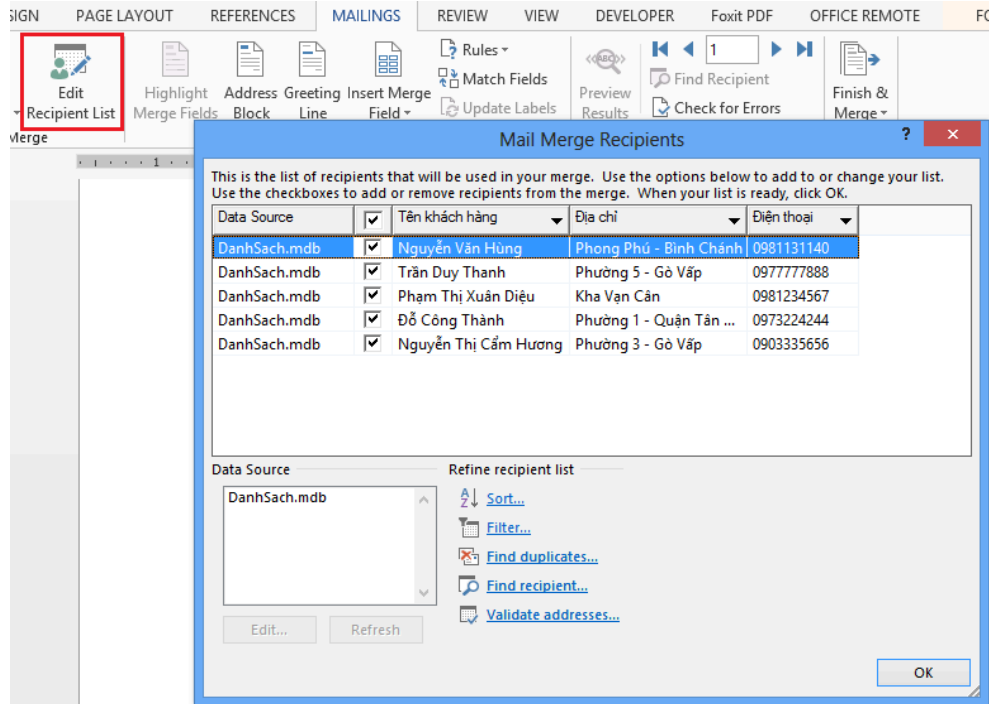 SIGN PAGE LAYOUT REFERENCES MAILINGS REVIEW VIEW DEVELOPER Foxit PDF OFFICE REMOTE FO
Edit
Recipient List
Merge
Highlight
Merge Fields
Address
Block
Greeting
Line
Insert Merge
Field
Rules
Match Fields
Update Labels
«ABC»
Preview
Results
1
Find Recipient
Check for Errors
Finish &
Merge
1
Mail Merge Recipients ? ×
This is the list of recipients that will be used in your merge. Use the options below to add to or change your list.
Use the checkboxes to add or remove recipients from the merge. When your list is ready, click OK.
Data Source Tên khách hàng Địa chỉ Điện thoại
DanhSach.mdb Nguyễn Văn Hùng Phong Phú - Bình Chánh 0981131140
DanhSach.mdb Trần Duy Thanh Phường 5 - Gò Vấp 0977777888
DanhSach.mdb Phạm Thị Xuân Diệu Kha Vạn Cân 0981234567
DanhSach.mdb Đỗ Công Thành Phường 1 - Quận Tân ... 0973224244
DanhSach.mdb Nguyễn Thị Cẩm Hương Phường 3 - Gò Vấp 0903335656
Data Source
DanhSach.mdb
Edit... Refresh
Refine recipient list
Sort...
Filter...
Find duplicates...
Find recipient...
Validate addresses...
OK